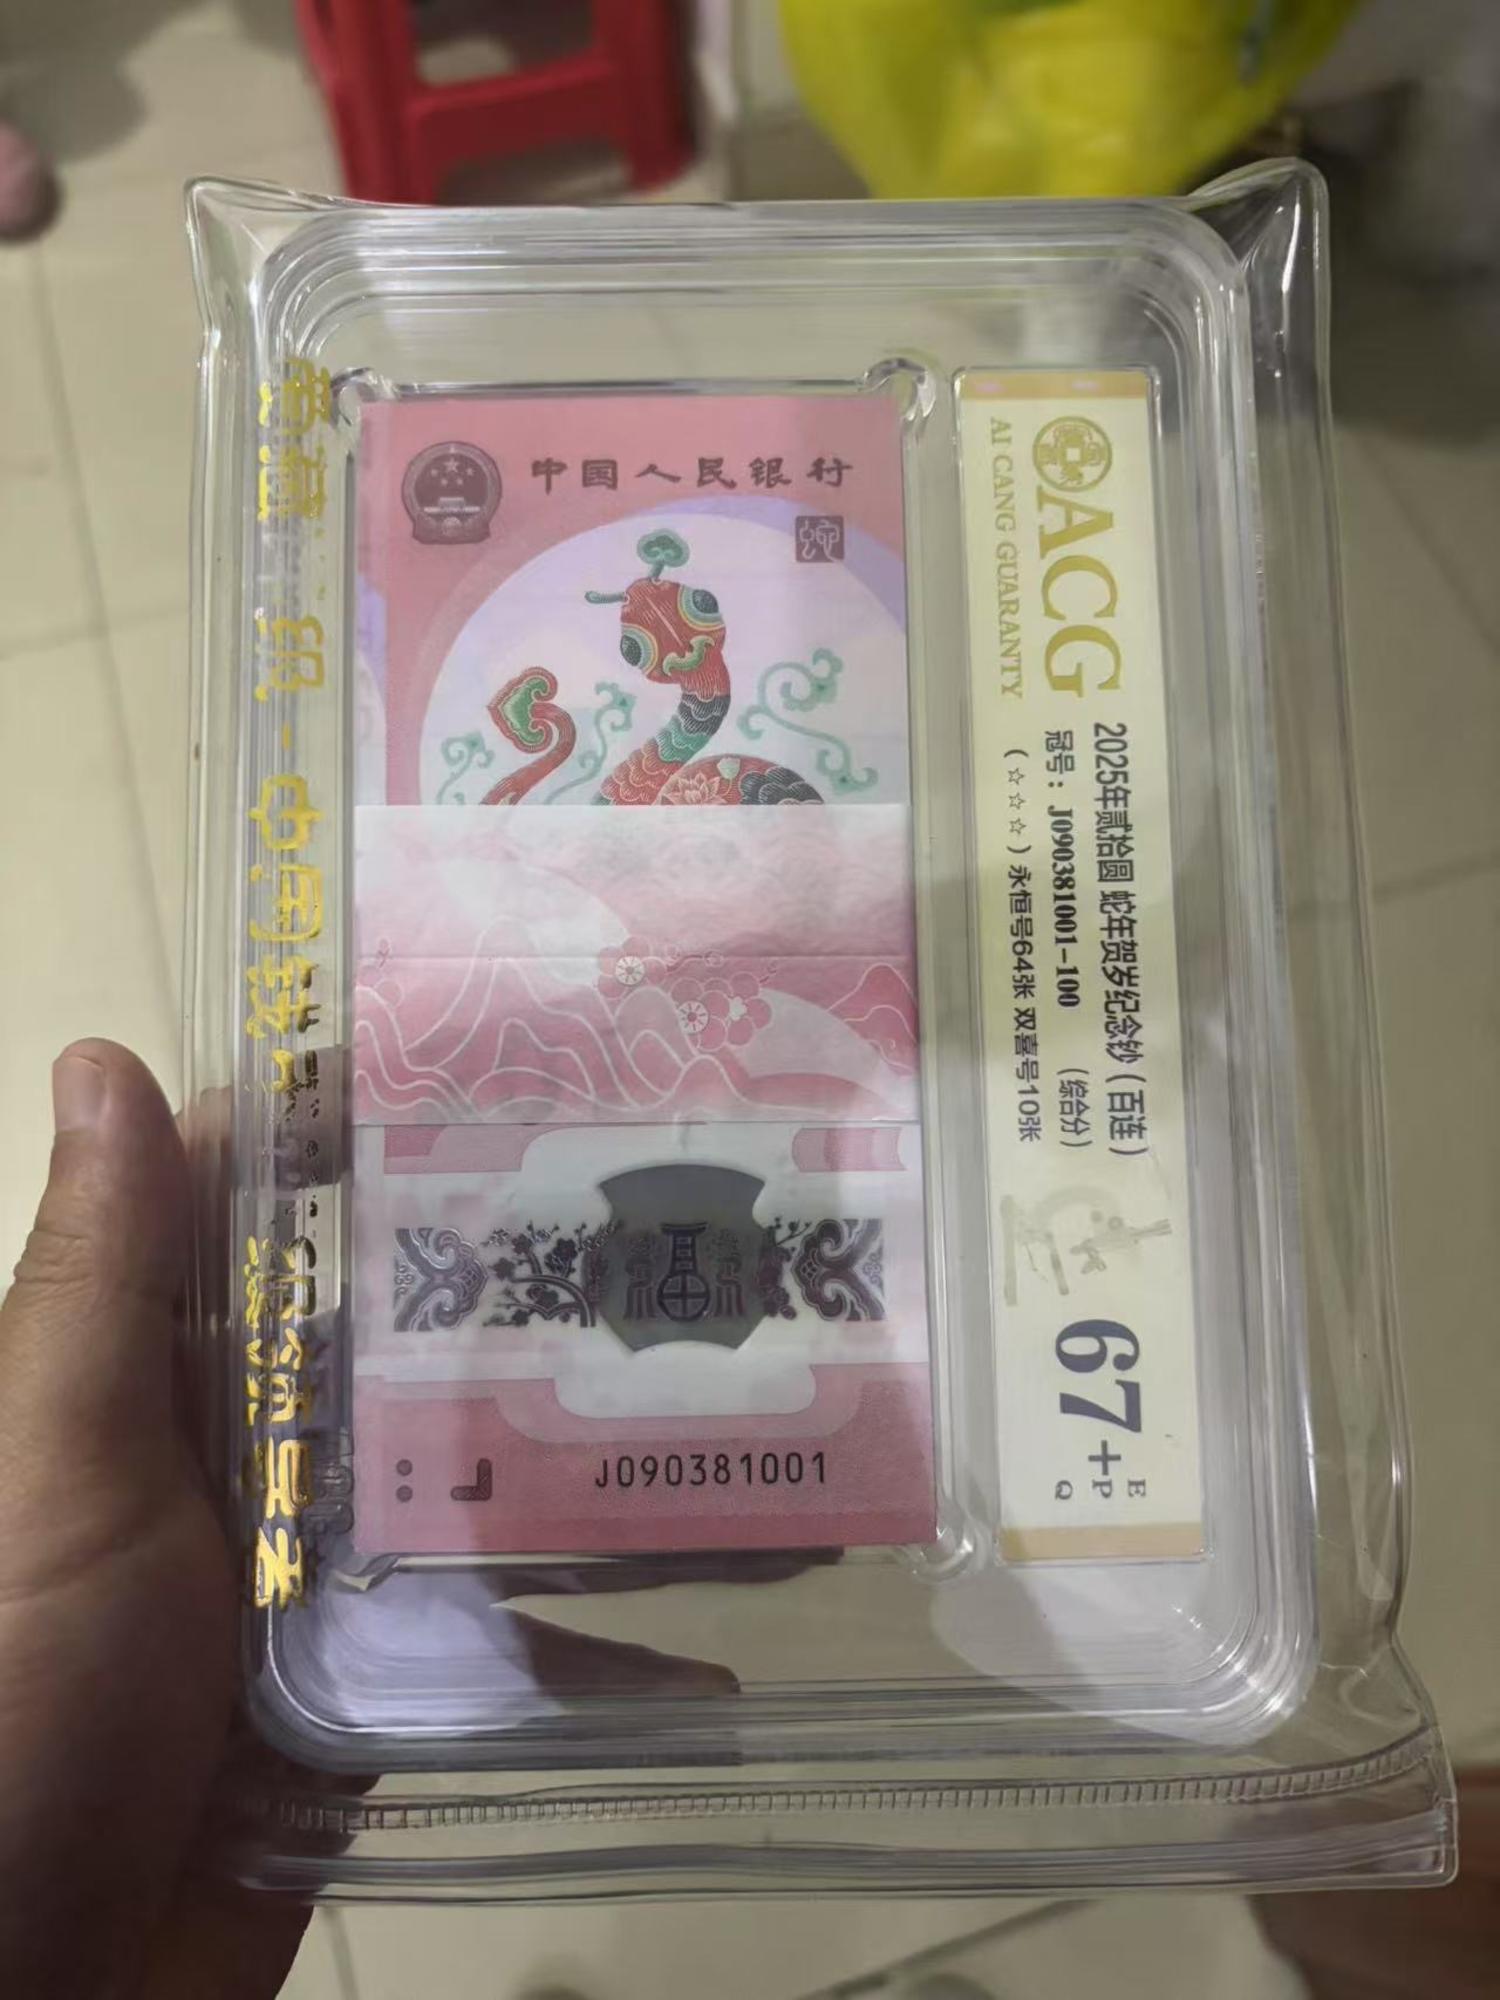 中国人民银行
蛇
J090381001
ACG
AI CANG GUARANTY
2025年贰拾圆 蛇年贺岁纪念钞（百连）
冠号：J090381001-100 （综合分）
（☆☆☆）永恒号64张 双喜号10张
67+
E
P
Q